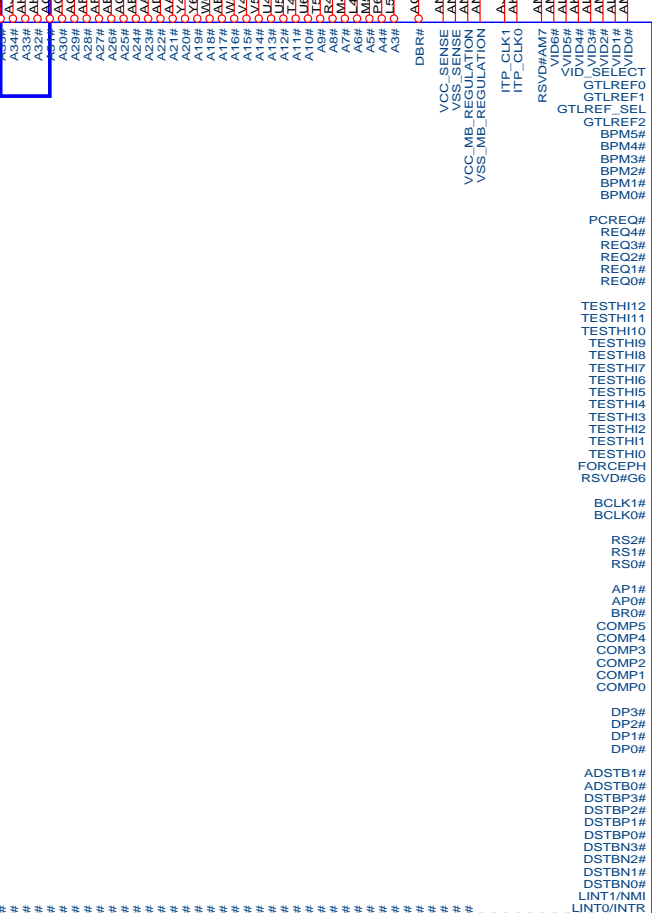 A34#
A33#
A32#
A31#
A30#
A29#
A28#
A27#
A26#
A25#
A24#
A23#
A22#
A21#
A20#
A19#
A18#
A17#
A16#
A15#
A14#
A13#
A12#
A11#
A10#
A9#
A8#
A7#
A6#
A5#
A4#
A3#
DBR#
VCC_SENSE
VSS_SENSE
VCC_MB_REGULATION
VSS_MB_REGULATION
ITP_CLK1
ITP_CLK0
RSVD#AM7
VID6#
VID5#
VID4#
VID3#
VID2#
VID1#
VID0#
VID_SELECT
GTLREF0
GTLREF1
GTLREF_SEL
GTLREF2
BPM5#
BPM4#
BPM3#
BPM2#
BPM1#
BPM0#
PCREQ#
REQ4#
REQ3#
REQ2#
REQ1#
REQ0#
TESTHI12
TESTHI11
TESTHI10
TESTHI9
TESTHI8
TESTHI7
TESTHI6
TESTHI5
TESTHI4
TESTHI3
TESTHI2
TESTHI1
TESTHI0
FORCEPH
RSVD#G6
BCLK1#
BCLK0#
RS2#
RS1#
RS0#
AP1#
AP0#
BR0#
COMP5
COMP4
COMP3
COMP2
COMP1
COMP0
DP3#
DP2#
DP1#
DP0#
ADSTB1#
ADSTB0#
DSTBP3#
DSTBP2#
DSTBP1#
DSTBP0#
DSTBN3#
DSTBN2#
DSTBN1#
DSTBN0#
LINT1/NMI
LINT0/INTR